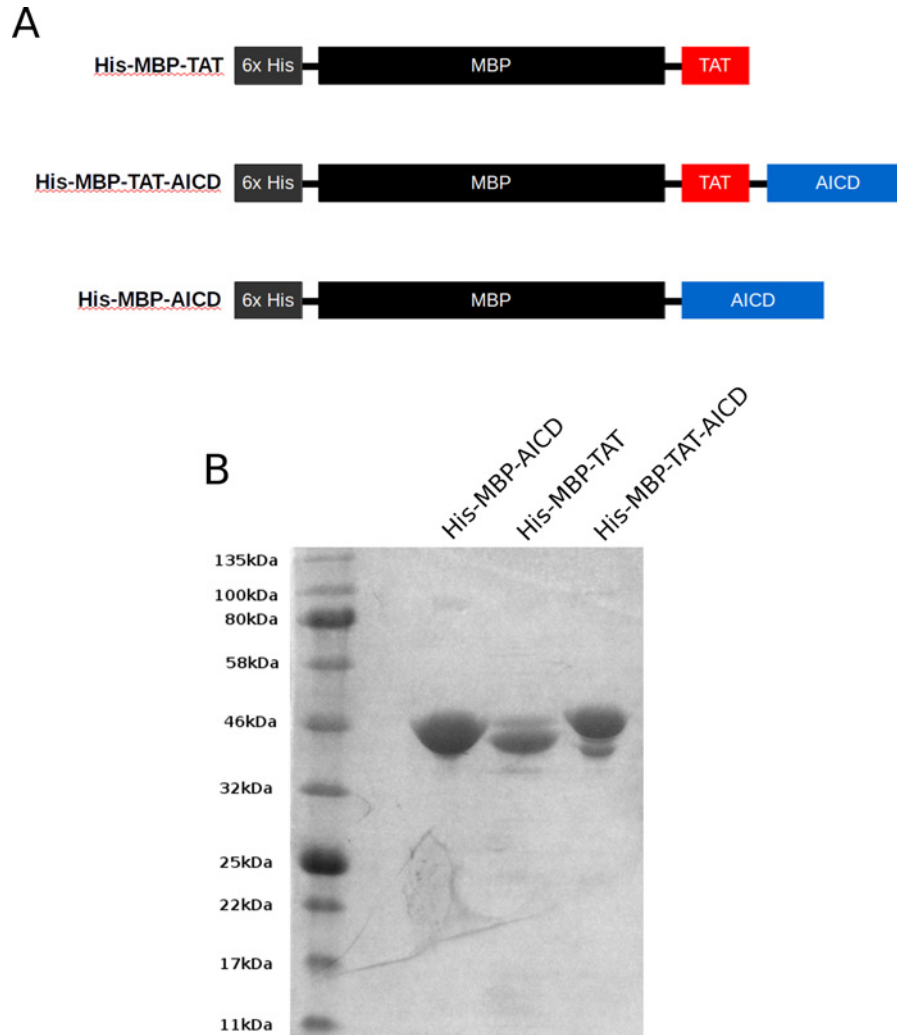 A
His-MBP-TAT 6x His MBP TAT
His-MBP-TAT-AICD 6x His MBP TAT AICD
His-MBP-AICD 6x His MBP AICD
B
His-MBP-AICD
His-MBP-TAT
His-MBP-TAT-AICD
135kDa
100kDa
80kDa
58kDa
46kDa
32kDa
25kDa
22kDa
17kDa
11kDa